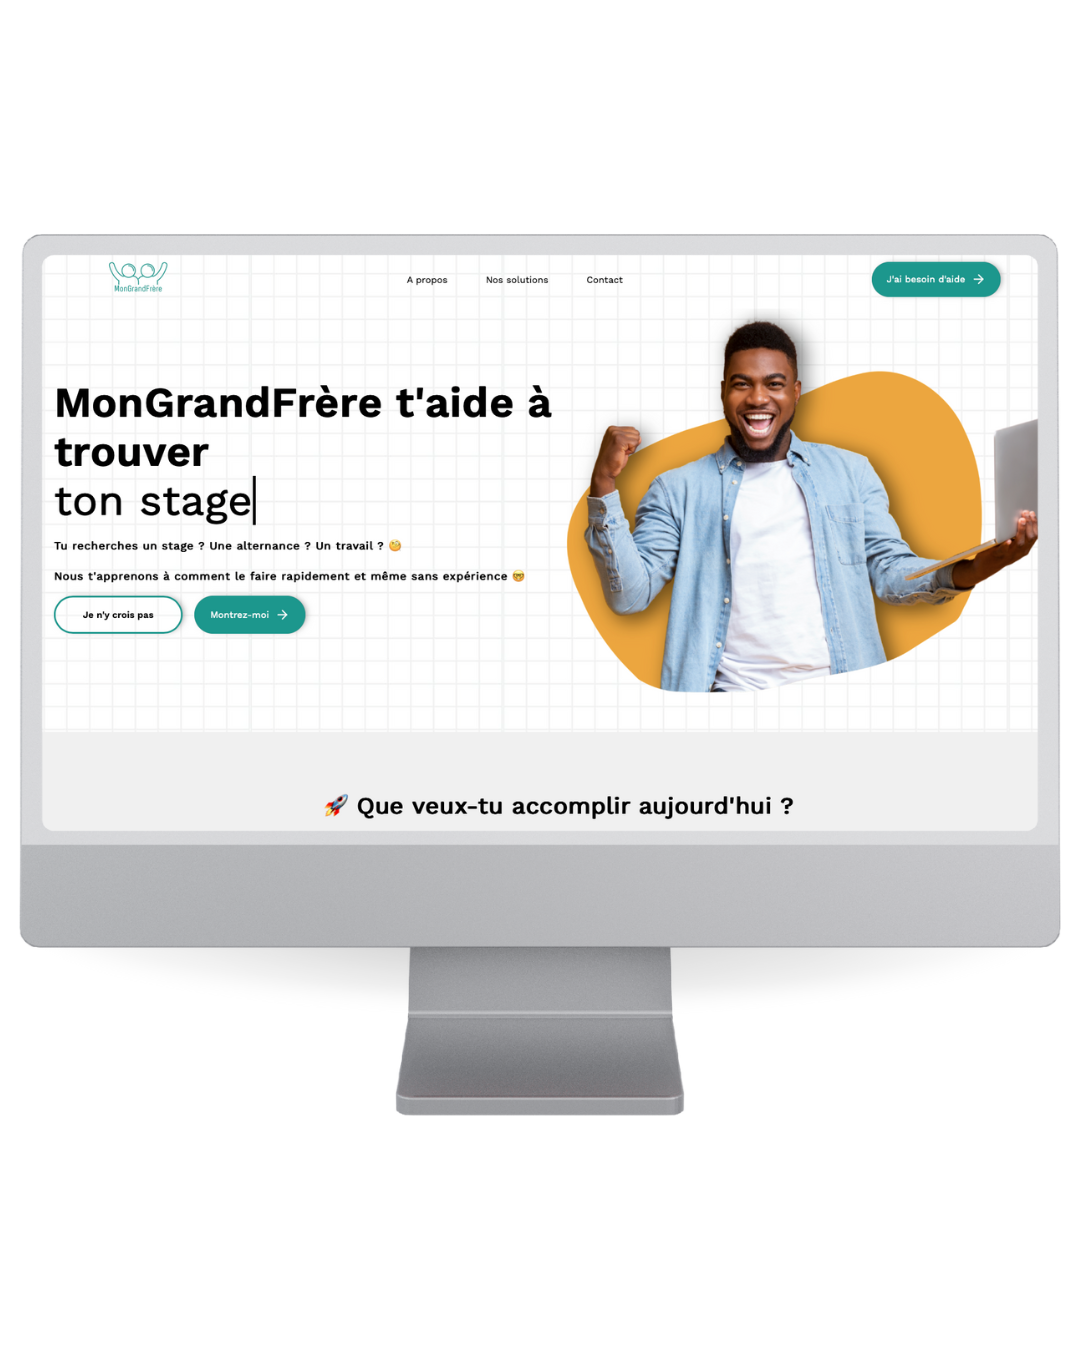 MonGrandFrère
A propos
Nos solutions
Contact
J'ai besoin d'aide
MonGrandFrère t'aide à
trouver
ton stage
Tu recherches un stage ? Une alternance ? Un travail ? 🧐
Nous t'apprenons à comment le faire rapidement et même sans expérience 🤓
Je n'y crois pas
Montrez-moi →
🚀 Que veux-tu accomplir aujourd'hui ?